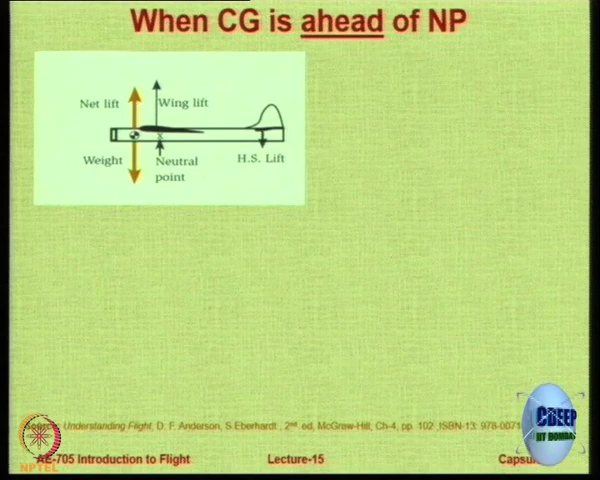 When CG is ahead of NP
Net lift
Wing lift
Weight
Neutral
point
H.S. Lift
Source: Understanding Flight, D. F. Anderson, S.Eberhardt , 2nd ed, McGraw-Hill, Ch-4, pp. 102 ,ISBN-13: 978-0071
CDEEP
IIT BOMBAY
AE-705 Introduction to Flight
Lecture-15
NPTEL